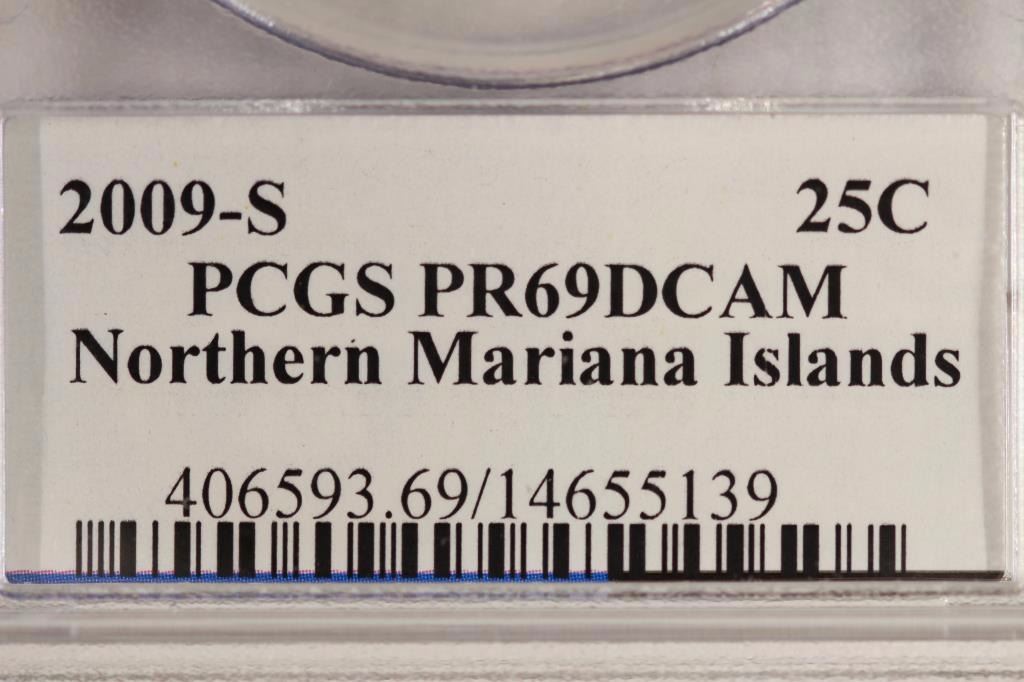 2009-S 25C
PCGS PR69DCAM
Northern Mariana Islands
406593.69/14655139